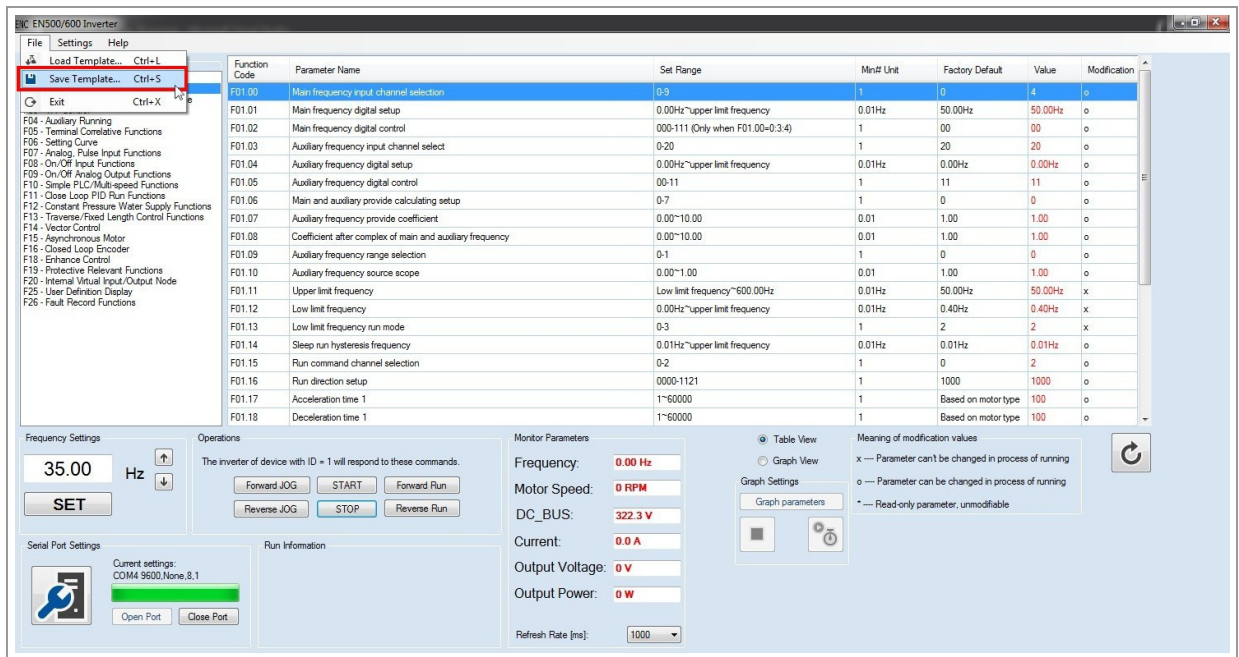 ENC EN500/600 Inverter
File Settings Help
Load Template... Ctrl+L
Save Template... Ctrl+S
Exit Ctrl+X
F04 - Auxiliary Running
F05 - Terminal Correlative Functions
F06 - Setting Curve
F07 - Analog, Pulse Input Functions
F08 - On/Off Input Functions
F09 - On/Off Analog Output Functions
F10 - Simple PLC/Multi-speed Functions
F11 - Close Loop PID Run Functions
F12 - Constant Pressure Water Supply Functions
F13 - Traverse/Fixed Length Control Functions
F14 - Vector Control
F15 - Asynchronous Motor
F16 - Closed Loop Encoder
F18 - Enhance Control
F19 - Protective Relevant Functions
F20 - Internal Virtual Input/Output Node
F25 - User Definition Display
F26 - Fault Record Functions
Function Code Parameter Name Set Range Min# Unit Factory Default Value Modification
F01.00 Main frequency input channel selection 0-9 1 0 4 o
F01.01 Main frequency digital setup 0.00Hz~upper limit frequency 0.01Hz 50.00Hz 50.00Hz o
F01.02 Main frequency digital control 000-111 (Only when F01.00=0:3:4) 1 00 00 o
F01.03 Auxiliary frequency input channel select 0-20 1 20 20 o
F01.04 Auxiliary frequency digital setup 0.00Hz~upper limit frequency 0.01Hz 0.00Hz 0.00Hz o
F01.05 Auxiliary frequency digital control 00-11 1 11 11 o
F01.06 Main and auxiliary provide calculating setup 0-7 1 0 0 o
F01.07 Auxiliary frequency provide coefficient 0.00~10.00 0.01 1.00 1.00 o
F01.08 Coefficient after complex of main and auxiliary frequency 0.00~10.00 0.01 1.00 1.00 o
F01.09 Auxiliary frequency range selection 0-1 1 0 0 o
F01.10 Auxiliary frequency source scope 0.00~1.00 0.01 1.00 1.00 o
F01.11 Upper limit frequency Low limit frequency~600.00Hz 0.01Hz 50.00Hz 50.00Hz x
F01.12 Low limit frequency 0.00Hz~upper limit frequency 0.01Hz 0.40Hz 0.40Hz x
F01.13 Low limit frequency run mode 0-3 1 2 2 x
F01.14 Sleep run hysteresis frequency 0.01Hz~upper limit frequency 0.01Hz 0.01Hz 0.01Hz o
F01.15 Run command channel selection 0-2 1 0 2 o
F01.16 Run direction setup 0000-1121 1 1000 1000 o
F01.17 Acceleration time 1 1~60000 1 Based on motor type 100 o
F01.18 Deceleration time 1 1~60000 1 Based on motor type 100 o
Frequency Settings
35.00 Hz
SET
Operations
The inverter of device with ID = 1 will respond to these commands.
Forward JOG START Forward Run
Reverse JOG STOP Reverse Run
Serial Port Settings
Current settings:
COM4 9600,None,8,1
Open Port Close Port
Run Information
Monitor Parameters
Frequency: 0.00 Hz
Motor Speed: 0 RPM
DC_BUS: 322.3 V
Current: 0.0 A
Output Voltage: 0 V
Output Power: 0 W
Refresh Rate [ms]: 1000
Table View
Graph View
Graph Settings
Graph parameters
Meaning of modification values
x --- Parameter can't be changed in process of running
o --- Parameter can be changed in process of running
* --- Read-only parameter, unmodifiable